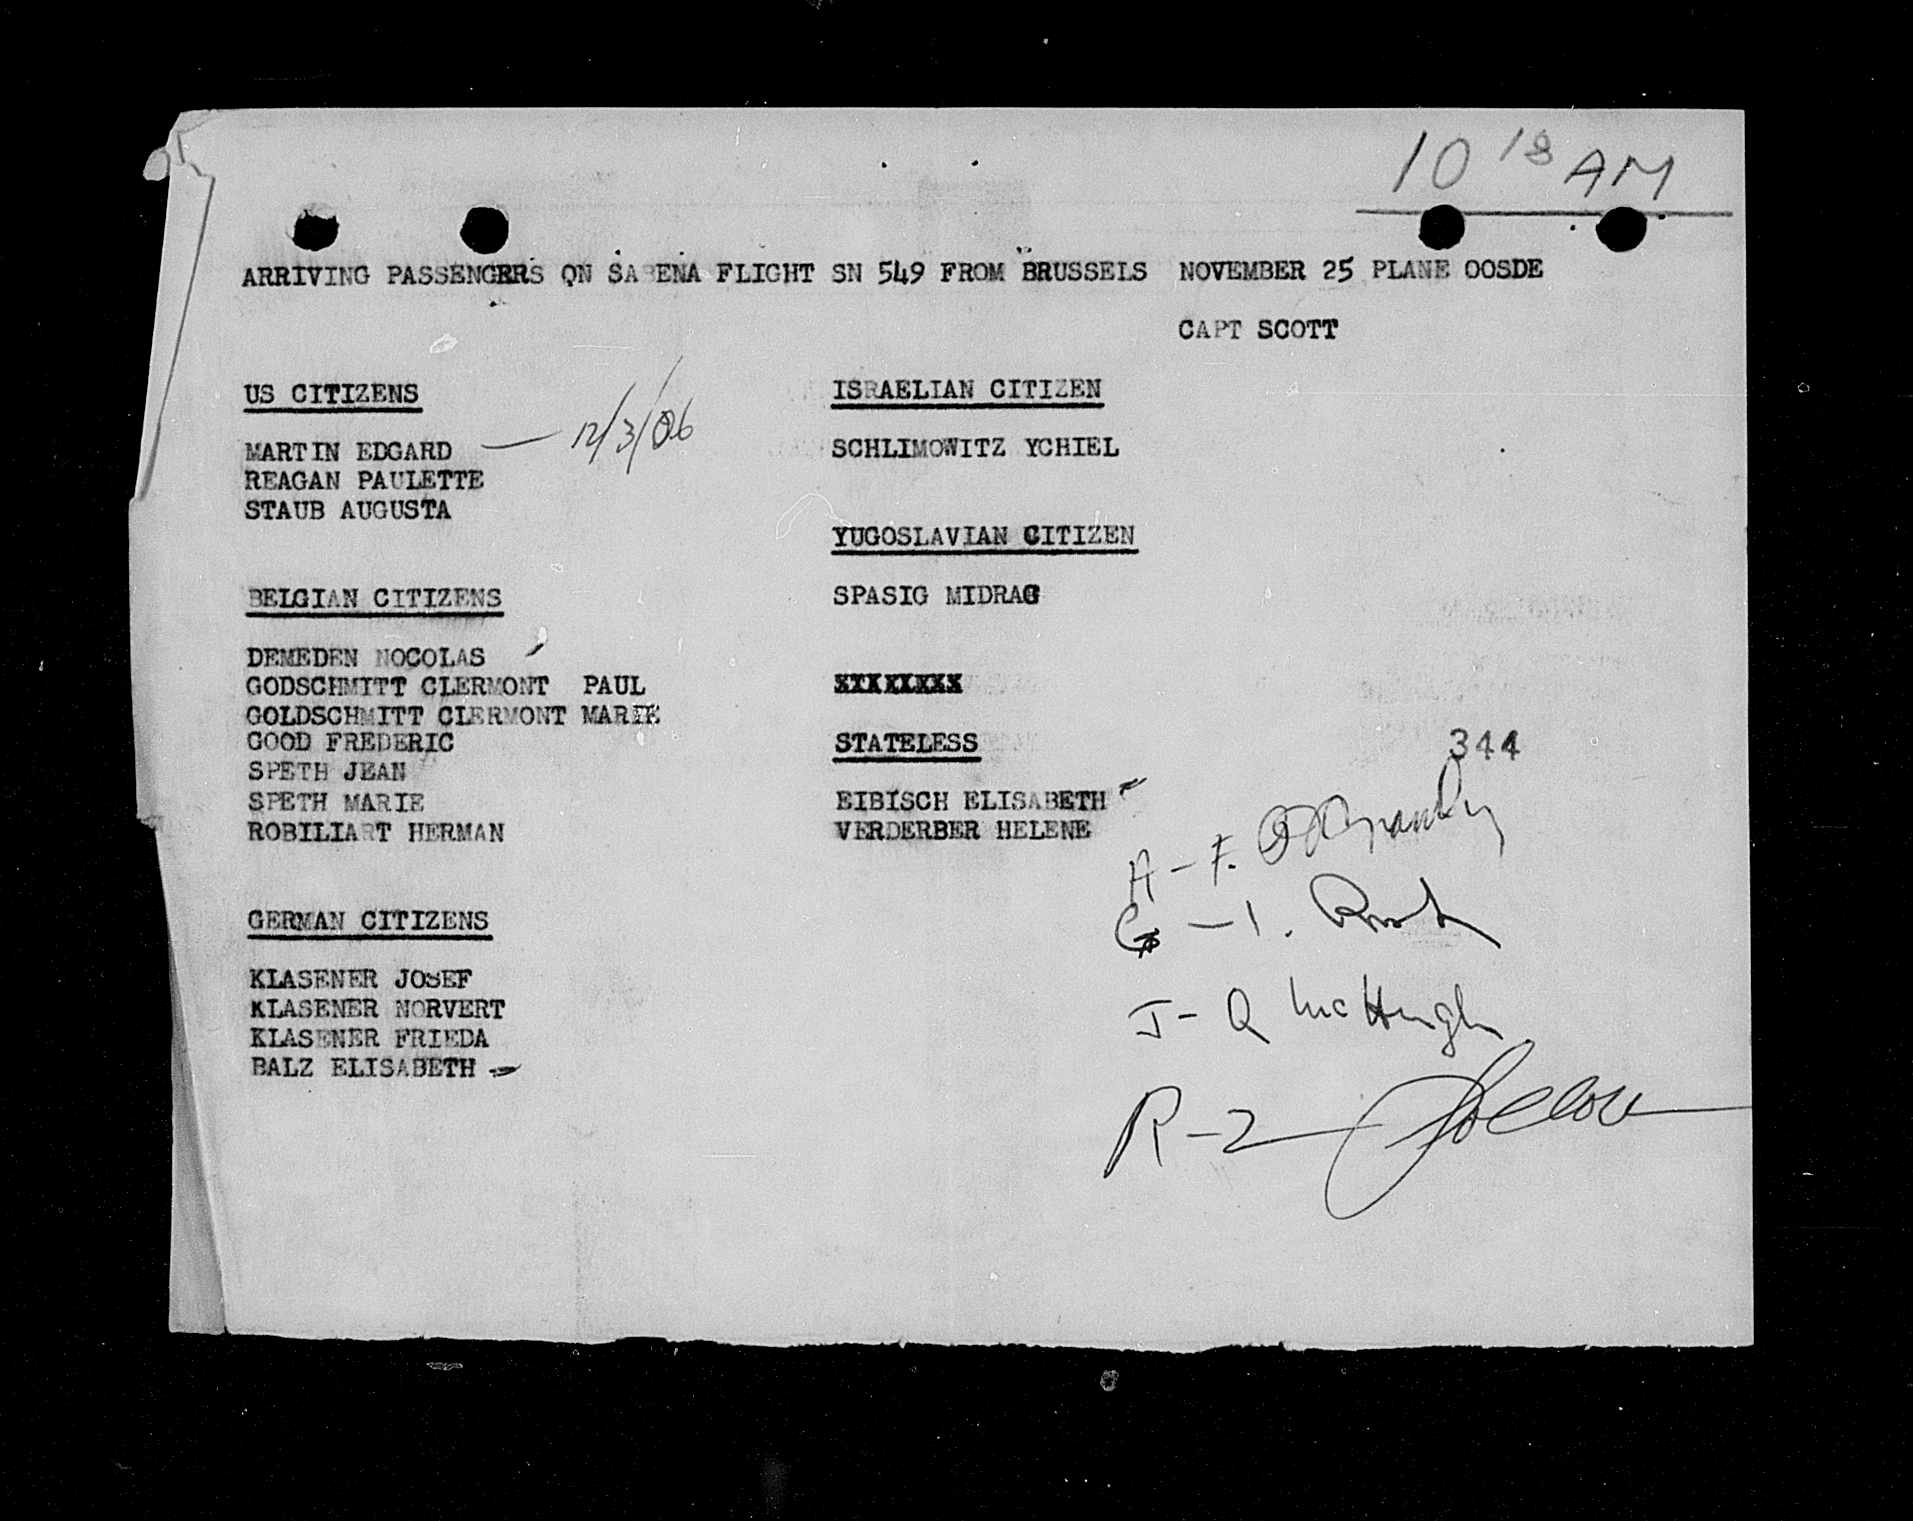 10 18 AM
ARRIVING PASSENGERS ON SABENA FLIGHT SN 549 FROM BRUSSELS NOVEMBER 25 PLANE OOSDE
CAPT SCOTT
US CITIZENS
MARTIN EDGARD — 12/3/06
REAGAN PAULETTE
STAUB AUGUSTA
BELGIAN CITIZENS
DEMEDEN NOCOLAS
GODSCHMITT CLERMONT PAUL
GOLDSCHMITT CLERMONT MARIE
GOOD FREDERIC
SPETH JEAN
SPETH MARIE
ROBILIART HERMAN
GERMAN CITIZENS
KLASENER JOSEF
KLASENER NORVERT
KLASENER FRIEDA
BALZ ELISABETH
ISRAELIAN CITIZEN
SCHLIMOWITZ YCHIEL
YUGOSLAVIAN CITIZEN
SPASIG MIDRAG
XXXXXXXX
STATELESS
EIBISCH ELISABETH
VERDERBER HELENE
344
A - F.
G - 1.
J - Q McHugh
R - 2